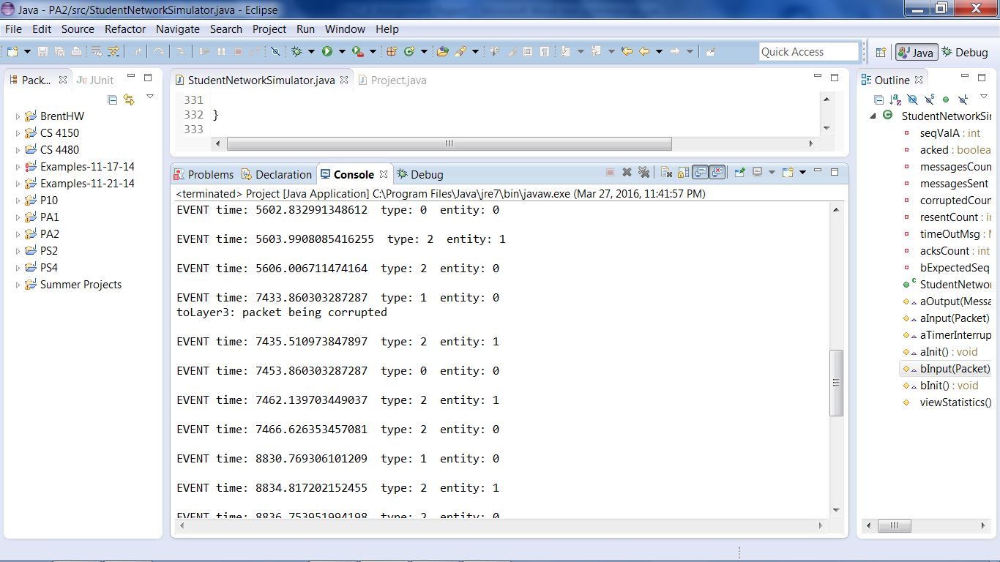 Java - PA2/src/StudentNetworkSimulator.java - Eclipse
File Edit Source Refactor Navigate Search Project Run Window Help
Quick Access
Java
Debug
Pack...
JUnit
BrentHW
CS 4150
CS 4480
Examples-11-17-14
Examples-11-21-14
P10
PA1
PA2
PS2
PS4
Summer Projects
StudentNetworkSimulator.java
Project.java
331
332 }
333
Problems Declaration Console Debug
<terminated> Project [Java Application] C:\Program Files\Java\jre7\bin\javaw.exe (Mar 27, 2016, 11:41:57 PM)
EVENT time: 5602.832991348612 type: 0 entity: 0
EVENT time: 5603.9908085416255 type: 2 entity: 1
EVENT time: 5606.006711474164 type: 2 entity: 0
EVENT time: 7433.860303287287 type: 1 entity: 0
toLayer3: packet being corrupted
EVENT time: 7435.510973847897 type: 2 entity: 1
EVENT time: 7453.860303287287 type: 0 entity: 0
EVENT time: 7462.139703449037 type: 2 entity: 1
EVENT time: 7466.626353457081 type: 2 entity: 0
EVENT time: 8830.769306101209 type: 1 entity: 0
EVENT time: 8834.817202152455 type: 2 entity: 1
EVENT time: 8836.753951994198 type: 2 entity: 0
Outline
StudentNetworkSi
seqValA : int
acked : boolea
messagesCoun
messagesSent
corruptedCoun
resentCount : i
timeOutMsg :
acksCount : int
bExpectedSeq
StudentNetwo
aOutput(Messa
aInput(Packet)
aTimerInterrup
aInit() : void
bInput(Packet)
bInit() : void
viewStatistics()